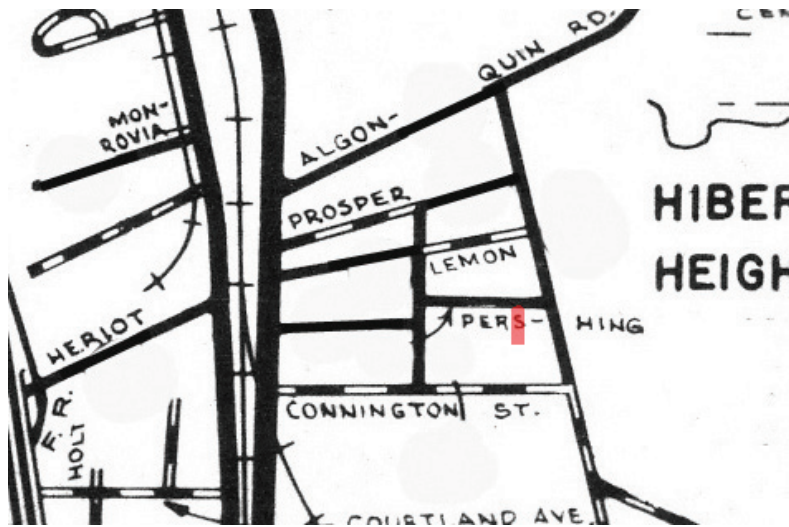 QUIN RD.
MON-
ROVIA
ALGON-
PROSPER
HIBER
LEMON
HEIGH
PERS- HING
HERIOT
CONNINGTON ST.
F. R.
HOLT
COURTLAND AVE.